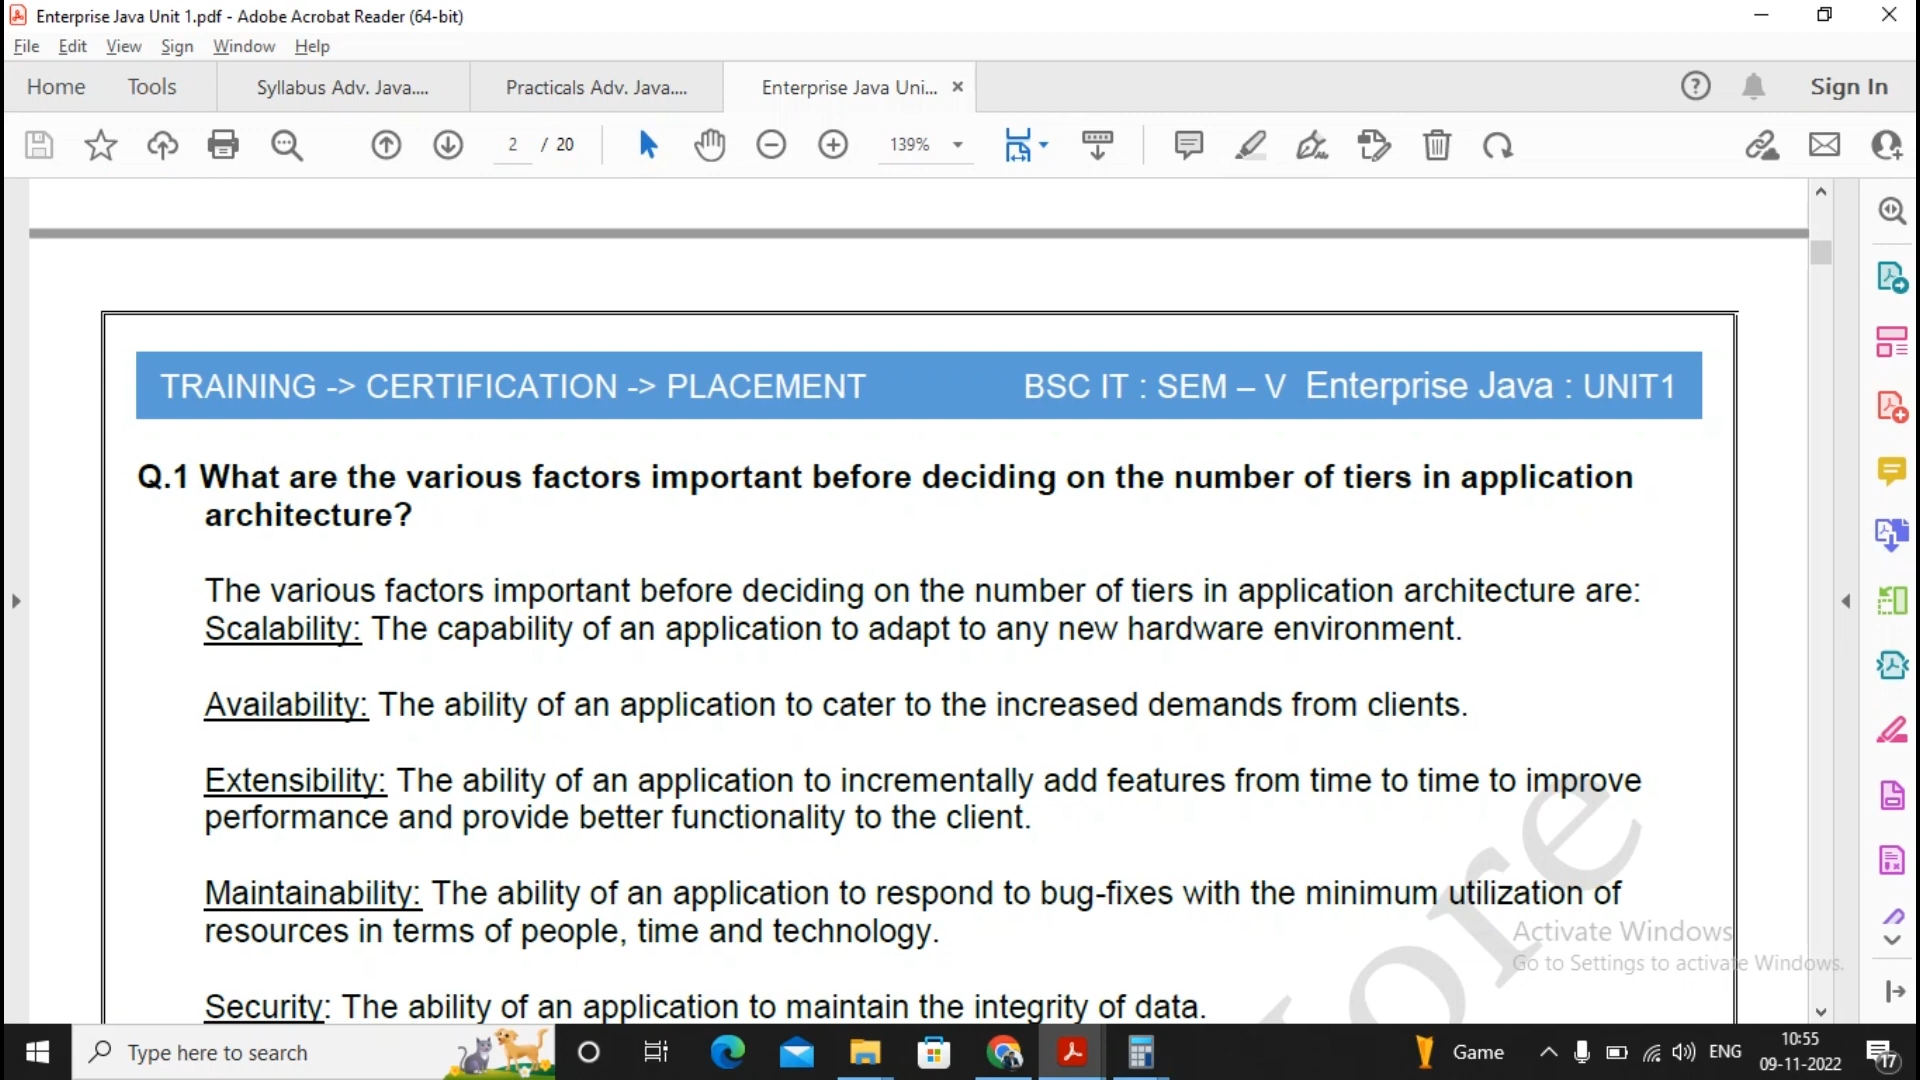 Enterprise Java Unit 1.pdf - Adobe Acrobat Reader (64-bit)
File Edit View Sign Window Help
Home Tools Syllabus Adv. Java.... Practicals Adv. Java.... Enterprise Java Uni... Sign In
2 / 20 139%
TRAINING -> CERTIFICATION -> PLACEMENT BSC IT : SEM – V Enterprise Java : UNIT1
Q.1 What are the various factors important before deciding on the number of tiers in application
architecture?
The various factors important before deciding on the number of tiers in application architecture are:
Scalability: The capability of an application to adapt to any new hardware environment.
Availability: The ability of an application to cater to the increased demands from clients.
Extensibility: The ability of an application to incrementally add features from time to time to improve
performance and provide better functionality to the client.
Maintainability: The ability of an application to respond to bug-fixes with the minimum utilization of
resources in terms of people, time and technology.
Security: The ability of an application to maintain the integrity of data.
Activate Windows
Go to Settings to activate Windows.
Type here to search
Game
ENG
10:55
09-11-2022
17